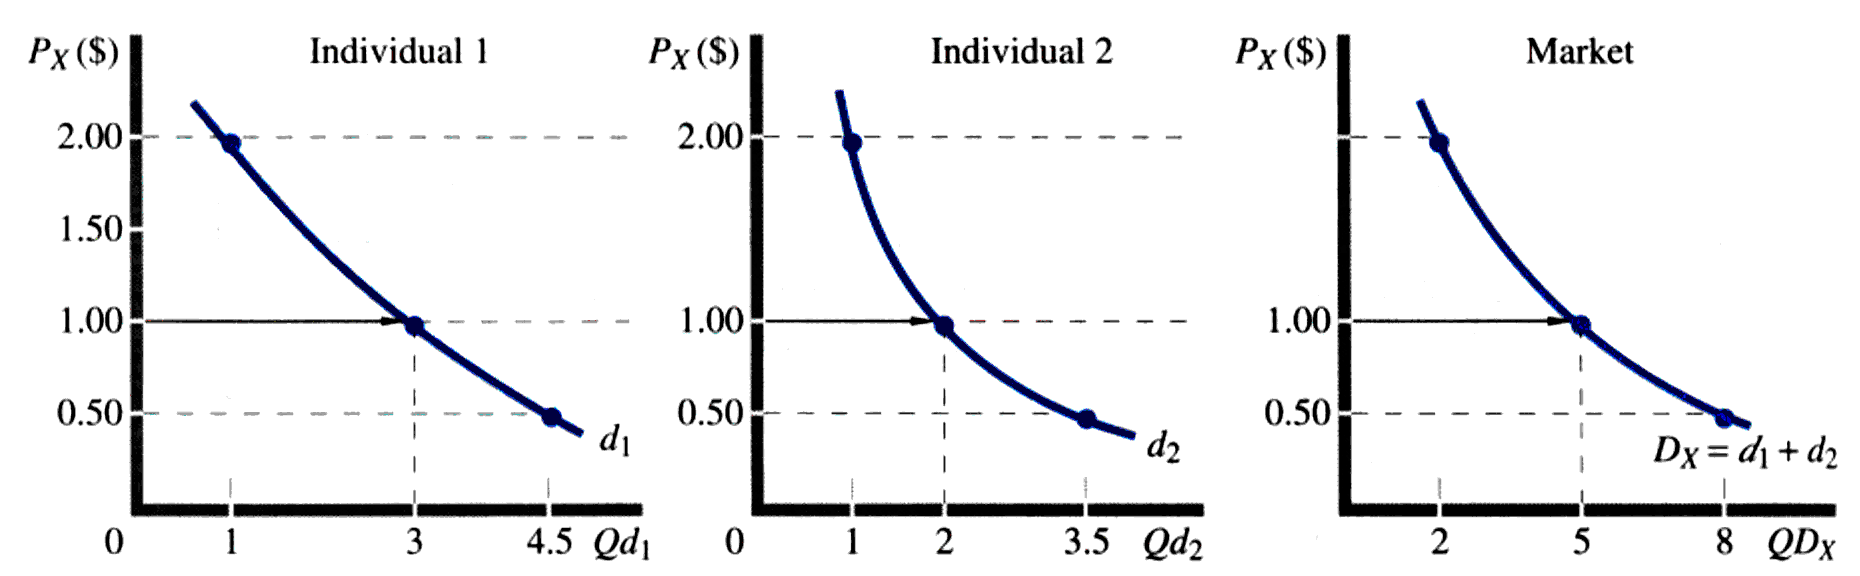 P_X ($) Individual 1
2.00
1.50
1.00
0.50
d_1
0 1 3 4.5 Qd_1
P_X ($) Individual 2
2.00
1.00
0.50
d_2
0 1 2 3.5 Qd_2
P_X ($) Market
1.00
0.50
D_X = d_1 + d_2
2 5 8 QD_X